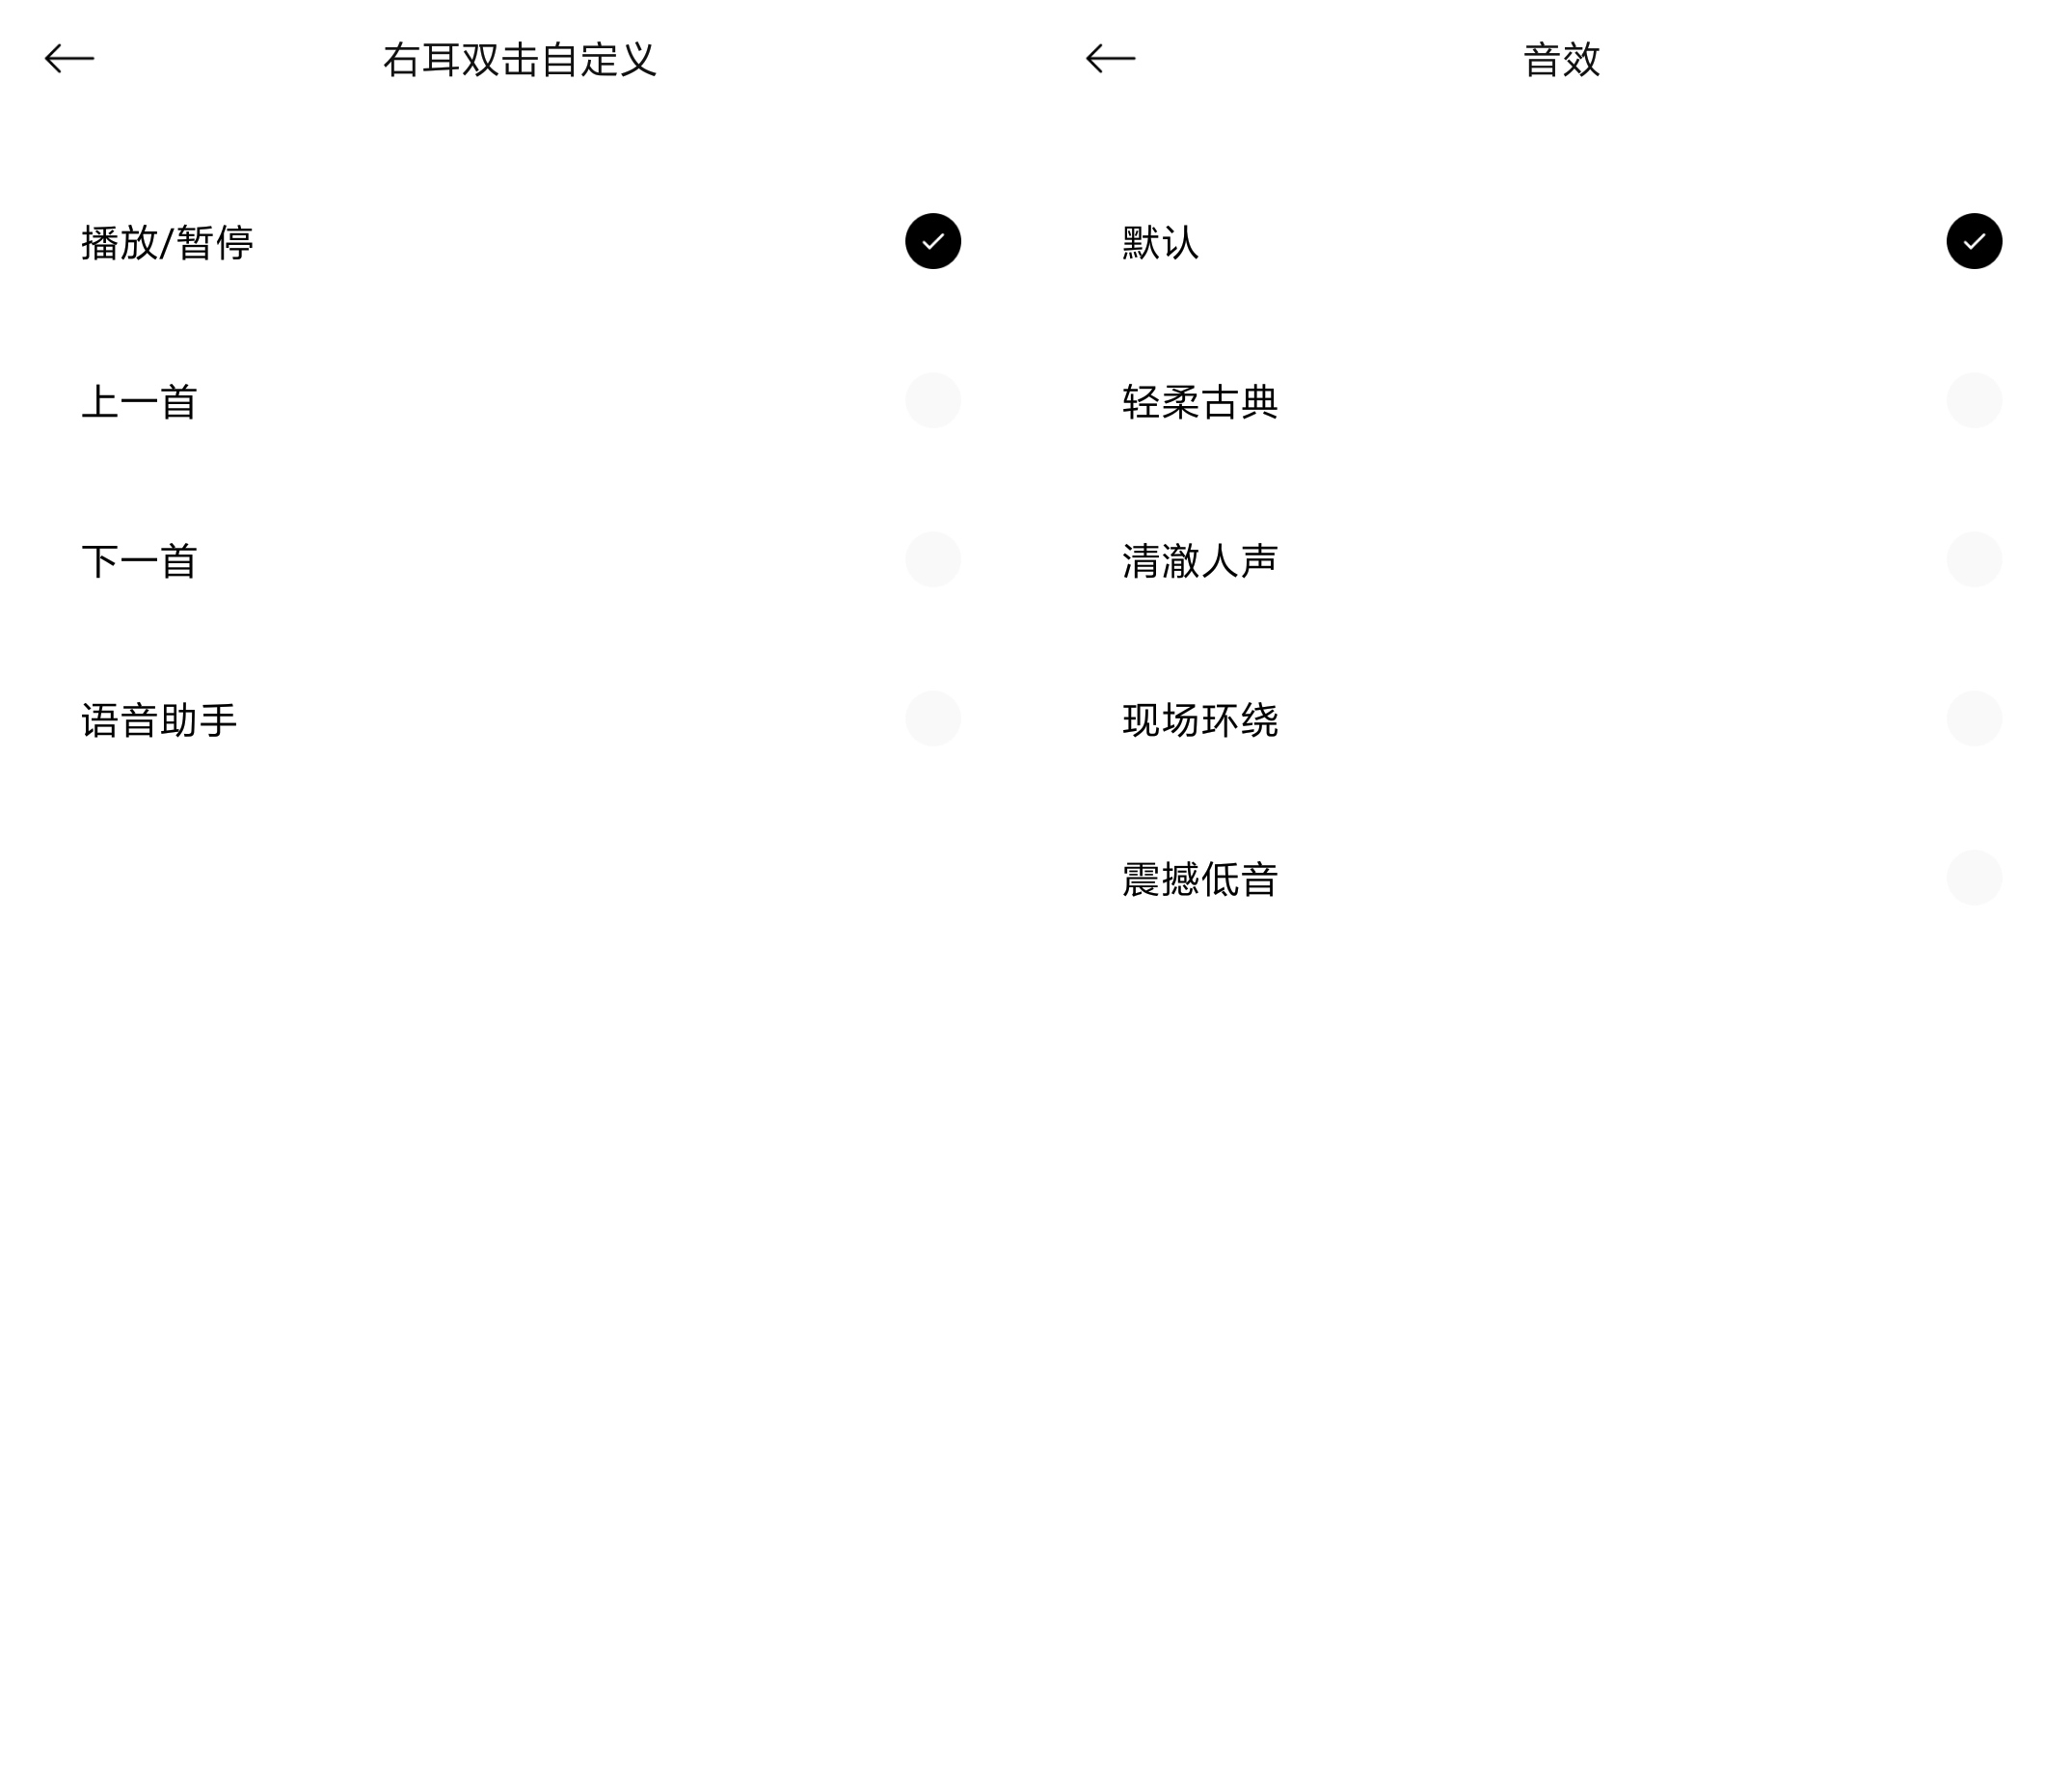 右耳双击自定义
播放/暂停
上一首
下一首
语音助手
音效
默认
轻柔古典
清澈人声
现场环绕
震撼低音